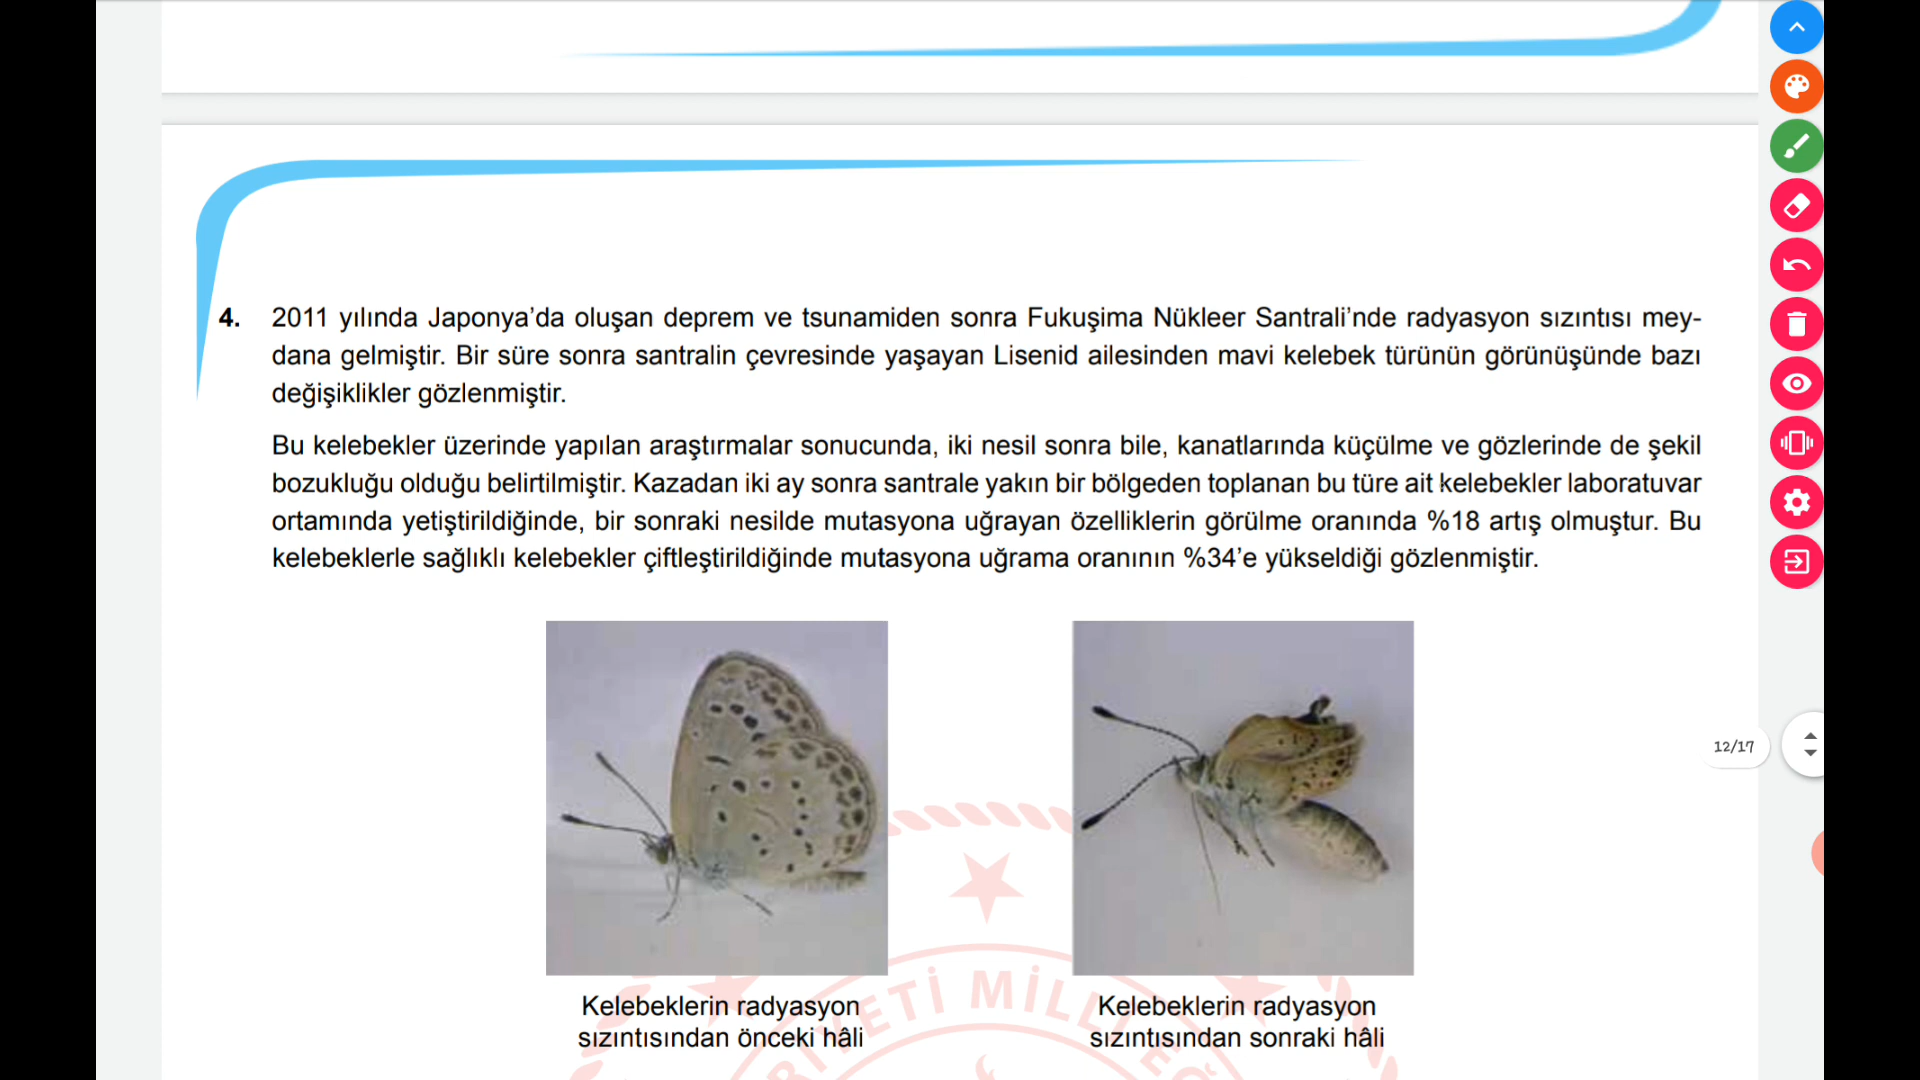 4. 2011 yılında Japonya’da oluşan deprem ve tsunamiden sonra Fukuşima Nükleer Santrali’nde radyasyon sızıntısı mey-
dana gelmiştir. Bir süre sonra santralin çevresinde yaşayan Lisenid ailesinden mavi kelebek türünün görünüşünde bazı
değişiklikler gözlenmiştir.
Bu kelebekler üzerinde yapılan araştırmalar sonucunda, iki nesil sonra bile, kanatlarında küçülme ve gözlerinde de şekil
bozukluğu olduğu belirtilmiştir. Kazadan iki ay sonra santrale yakın bir bölgeden toplanan bu türe ait kelebekler laboratuvar
ortamında yetiştirildiğinde, bir sonraki nesilde mutasyona uğrayan özelliklerin görülme oranında %18 artış olmuştur. Bu
kelebeklerle sağlıklı kelebekler çiftleştirildiğinde mutasyona uğrama oranının %34’e yükseldiği gözlenmiştir.
12/17
Kelebeklerin radyasyon
sızıntısından önceki hâli
Kelebeklerin radyasyon
sızıntısından sonraki hâli